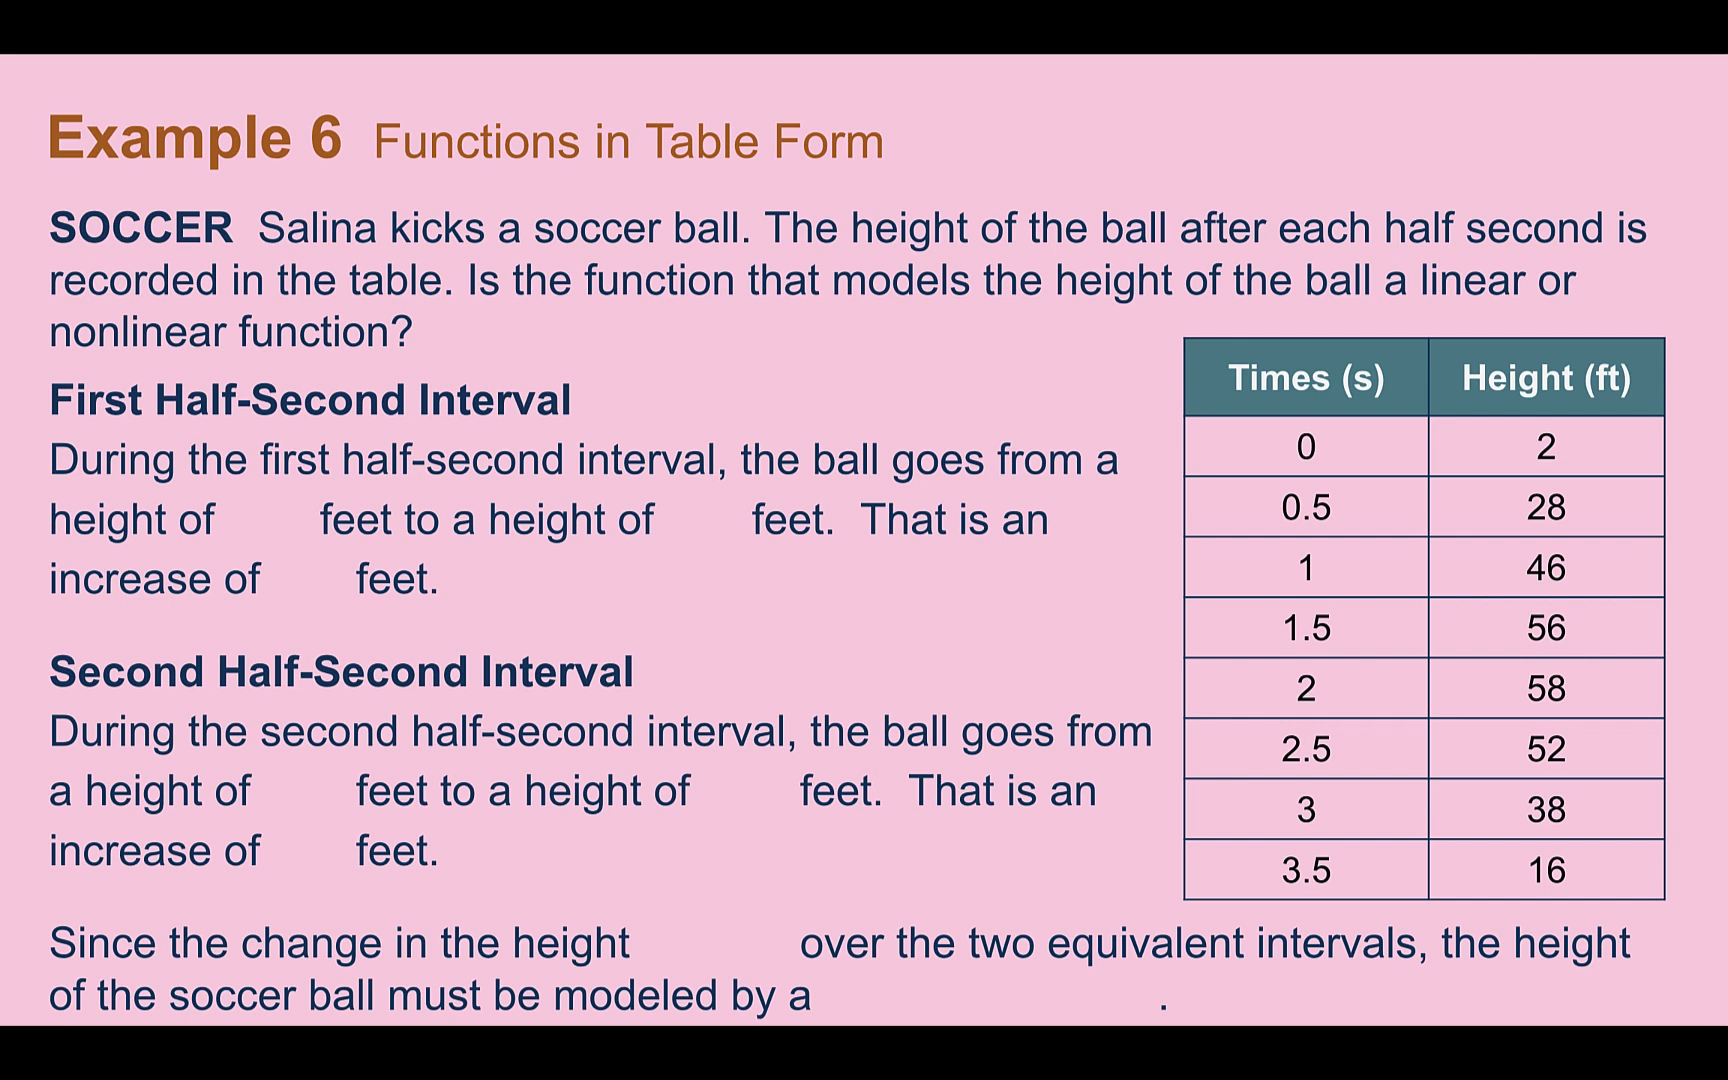 Example 6 Functions in Table Form
SOCCER Salina kicks a soccer ball. The height of the ball after each half second is
recorded in the table. Is the function that models the height of the ball a linear or
nonlinear function?
First Half-Second Interval
During the first half-second interval, the ball goes from a
height of feet to a height of feet. That is an
increase of feet.
Second Half-Second Interval
During the second half-second interval, the ball goes from
a height of feet to a height of feet. That is an
increase of feet.
Times (s) Height (ft)
0 2
0.5 28
1 46
1.5 56
2 58
2.5 52
3 38
3.5 16
Since the change in the height over the two equivalent intervals, the height
of the soccer ball must be modeled by a .